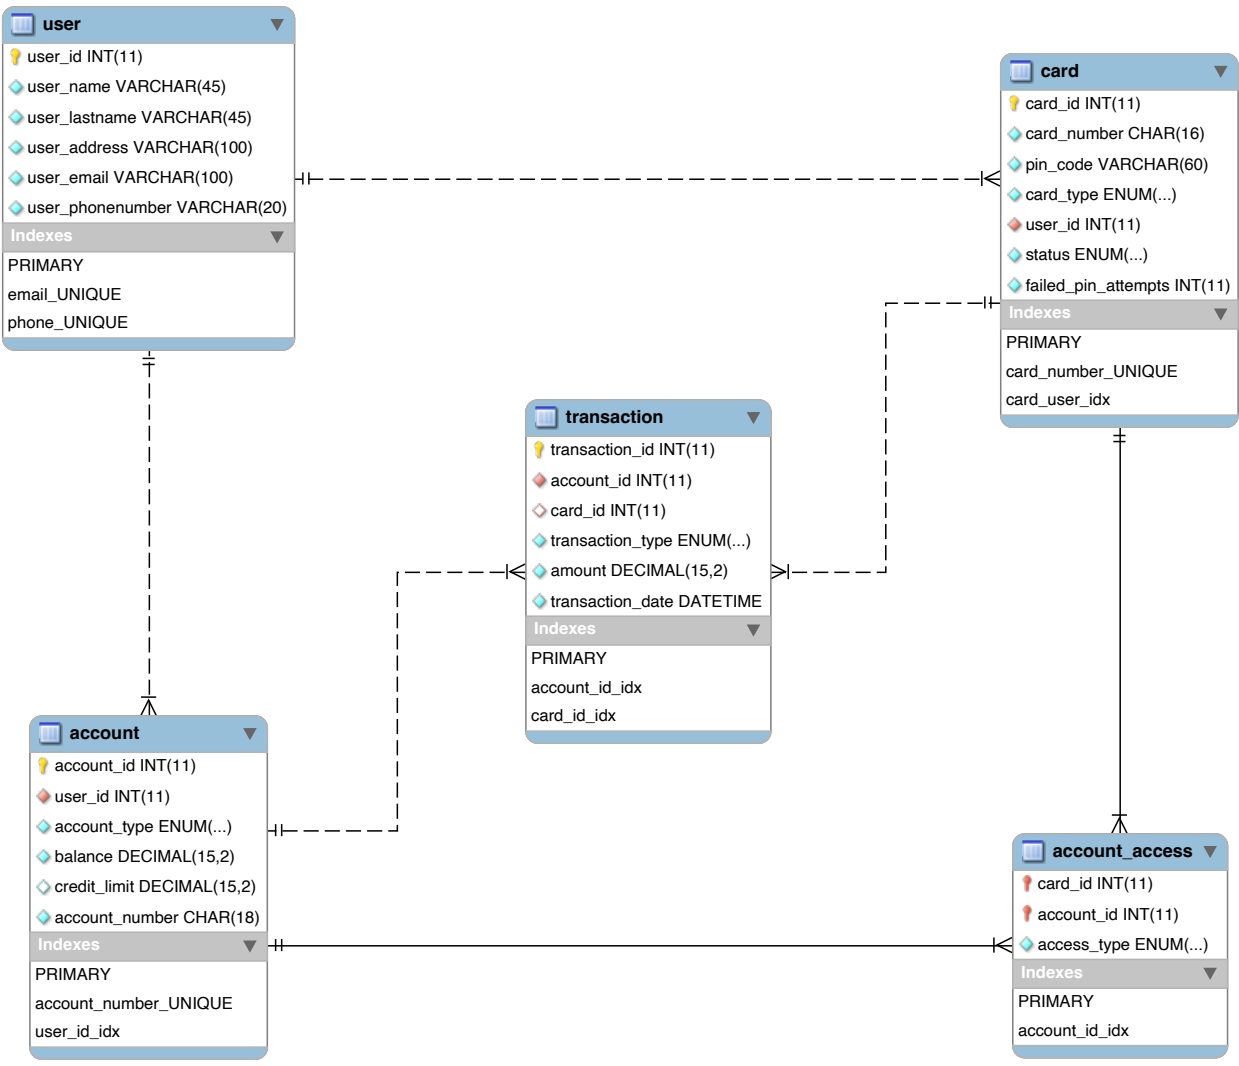 user
user_id INT(11)
user_name VARCHAR(45)
user_lastname VARCHAR(45)
user_address VARCHAR(100)
user_email VARCHAR(100)
user_phonenumber VARCHAR(20)
Indexes
PRIMARY
email_UNIQUE
phone_UNIQUE
card
card_id INT(11)
card_number CHAR(16)
pin_code VARCHAR(60)
card_type ENUM(...)
user_id INT(11)
status ENUM(...)
failed_pin_attempts INT(11)
Indexes
PRIMARY
card_number_UNIQUE
card_user_idx
transaction
transaction_id INT(11)
account_id INT(11)
card_id INT(11)
transaction_type ENUM(...)
amount DECIMAL(15,2)
transaction_date DATETIME
Indexes
PRIMARY
account_id_idx
card_id_idx
account
account_id INT(11)
user_id INT(11)
account_type ENUM(...)
balance DECIMAL(15,2)
credit_limit DECIMAL(15,2)
account_number CHAR(18)
Indexes
PRIMARY
account_number_UNIQUE
user_id_idx
account_access
card_id INT(11)
account_id INT(11)
access_type ENUM(...)
Indexes
PRIMARY
account_id_idx